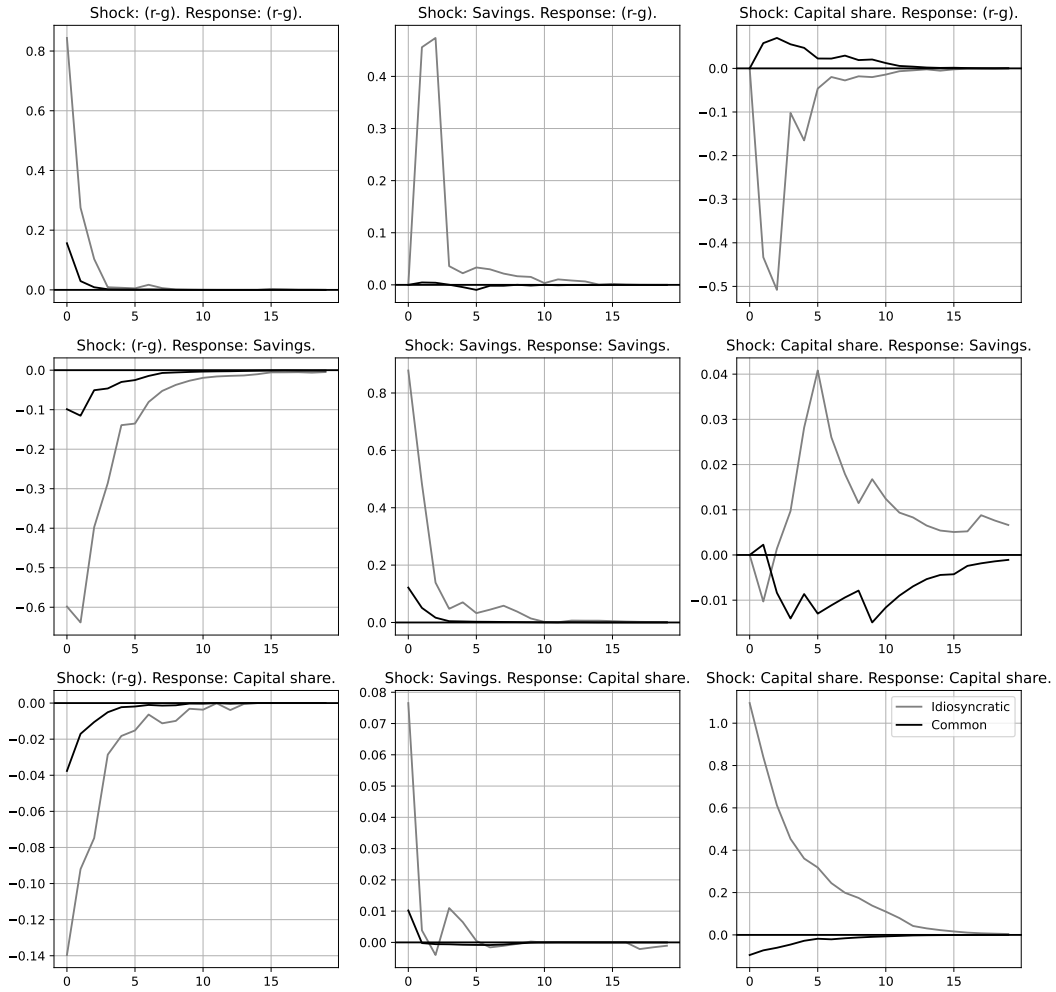 Shock: (r-g). Response: (r-g).
0.8
0.6
0.4
0.2
0.0
0 5 10 15
Shock: Savings. Response: (r-g).
0.4
0.3
0.2
0.1
0.0
0 5 10 15
Shock: Capital share. Response: (r-g).
0.0
−0.1
−0.2
−0.3
−0.4
−0.5
0 5 10 15
Shock: (r-g). Response: Savings.
0.0
−0.1
−0.2
−0.3
−0.4
−0.5
−0.6
0 5 10 15
Shock: Savings. Response: Savings.
0.8
0.6
0.4
0.2
0.0
0 5 10 15
Shock: Capital share. Response: Savings.
0.04
0.03
0.02
0.01
0.00
−0.01
0 5 10 15
Shock: (r-g). Response: Capital share.
0.00
−0.02
−0.04
−0.06
−0.08
−0.10
−0.12
−0.14
0 5 10 15
Shock: Savings. Response: Capital share.
0.08
0.07
0.06
0.05
0.04
0.03
0.02
0.01
0.00
0 5 10 15
Shock: Capital share. Response: Capital share.
Idiosyncratic
Common
1.0
0.8
0.6
0.4
0.2
0.0
0 5 10 15